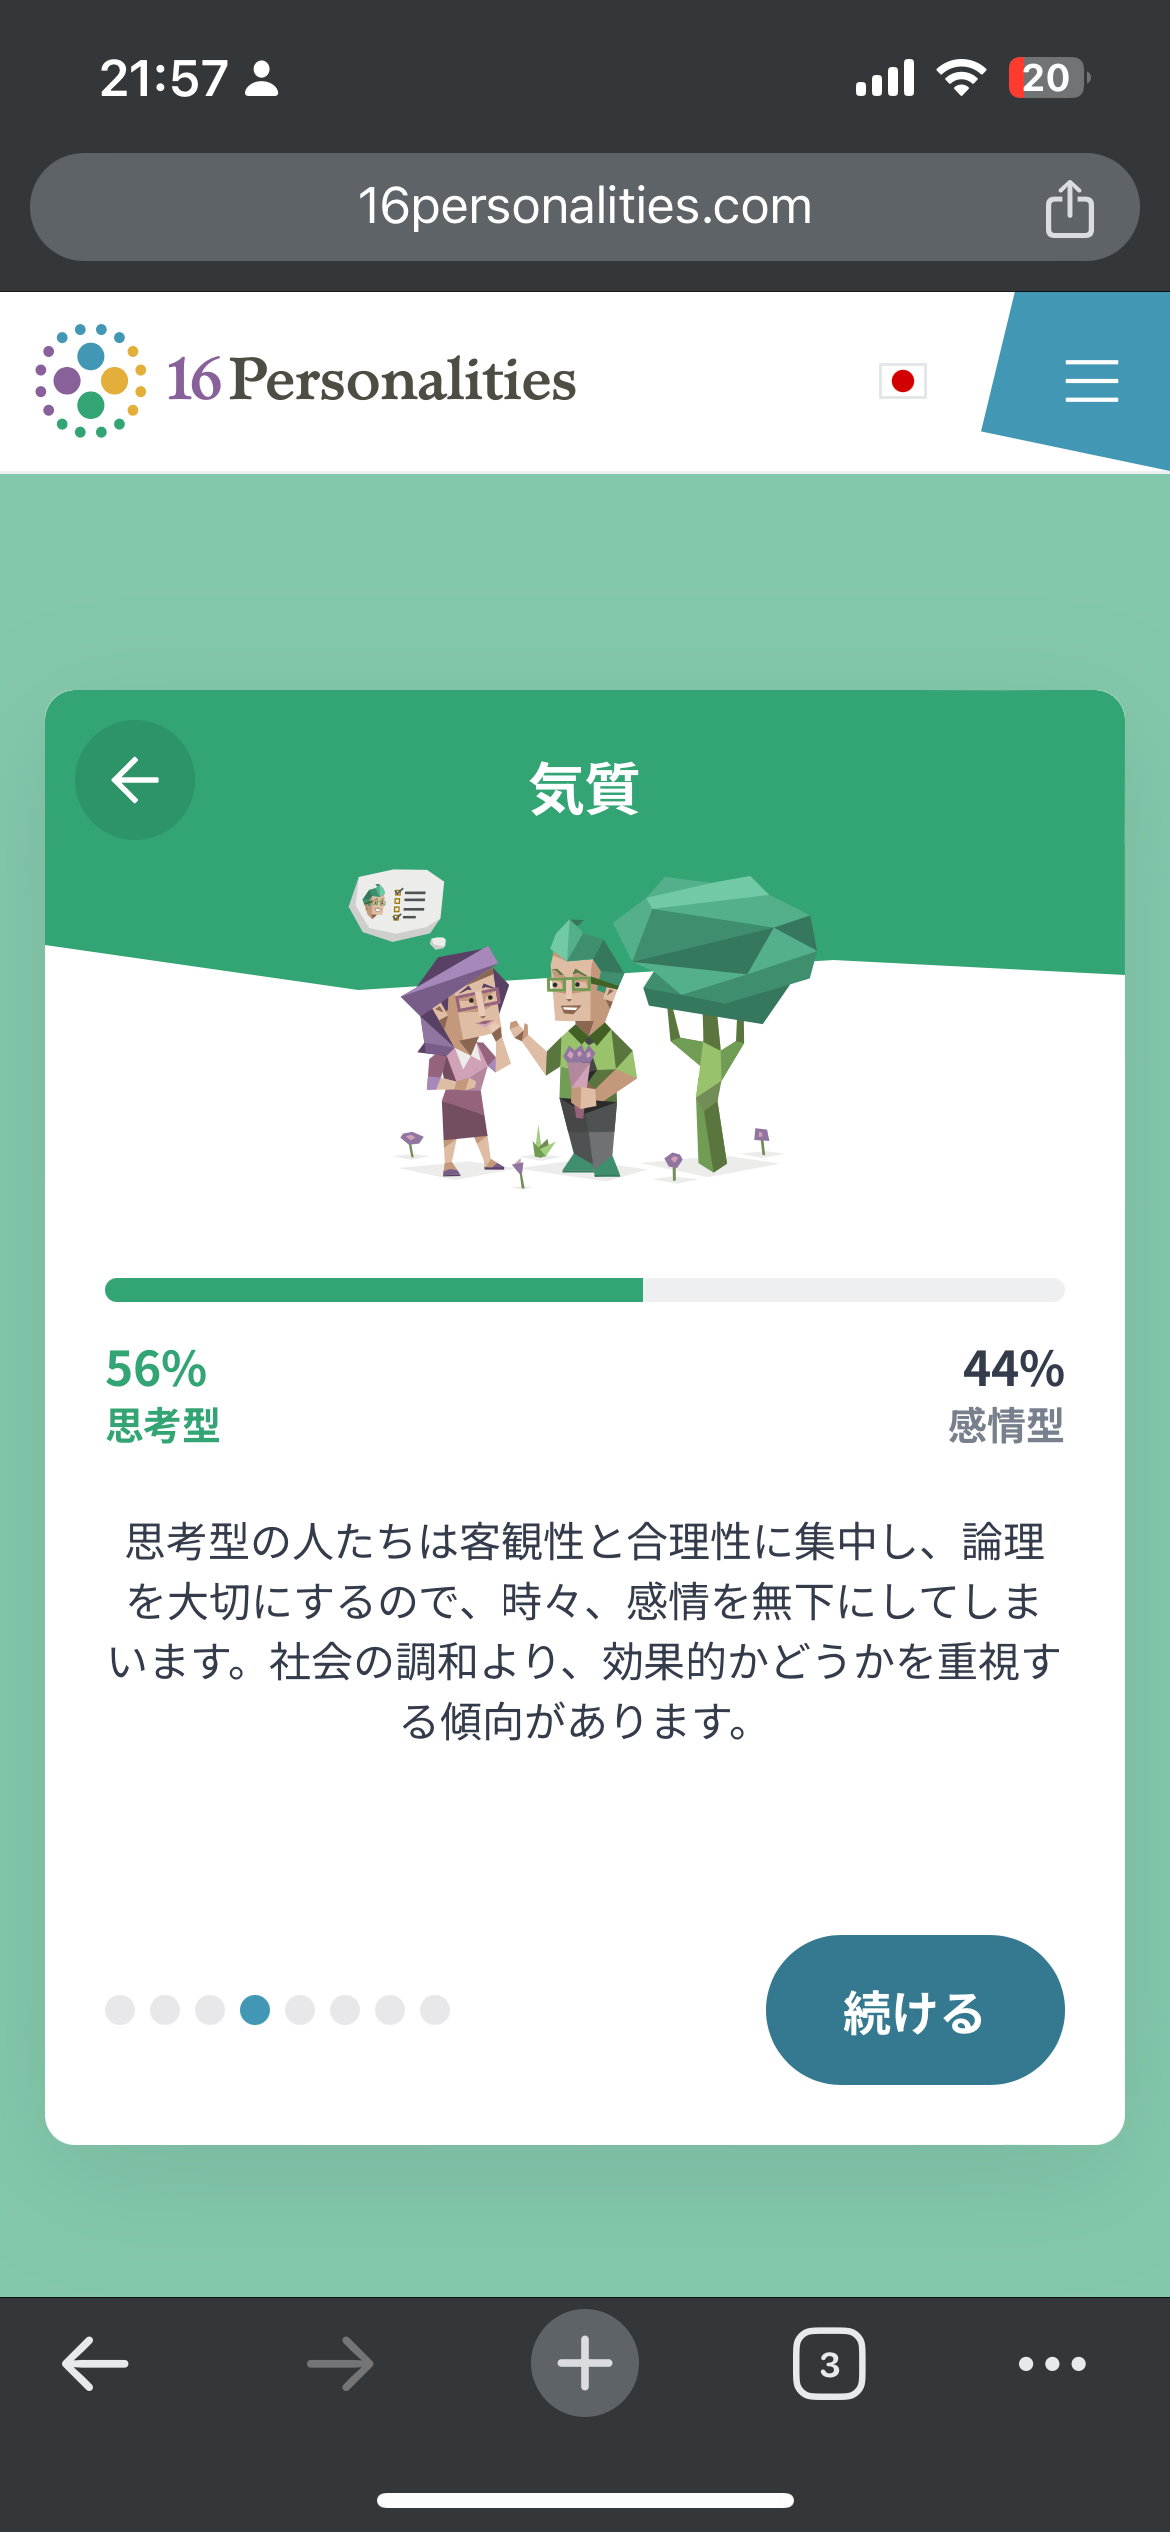 21:57
20
16personalities.com
16Personalities
気質
56%
44%
思考型
感情型
思考型の人たちは客観性と合理性に集中し、論理
を大切にするので、時々、感情を無下にしてしま
います。社会の調和より、効果的かどうかを重視す
る傾向があります。
続ける
3